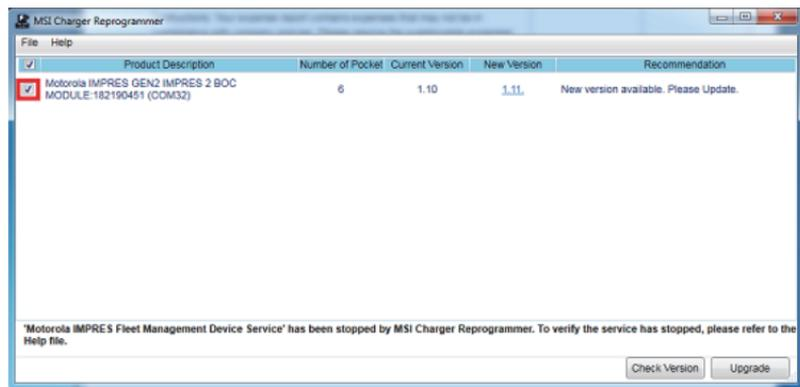 MSI Charger Reprogrammer
File Help
Product Description Number of Pocket Current Version New Version Recommendation
Motorola IMPRES GEN2 IMPRES 2 BOC
MODULE:182190451 (COM32) 6 1.10 1.11. New version available. Please Update.
'Motorola IMPRES Fleet Management Device Service' has been stopped by MSI Charger Reprogrammer. To verify the service has stopped, please refer to the
Help file.
Check Version Upgrade